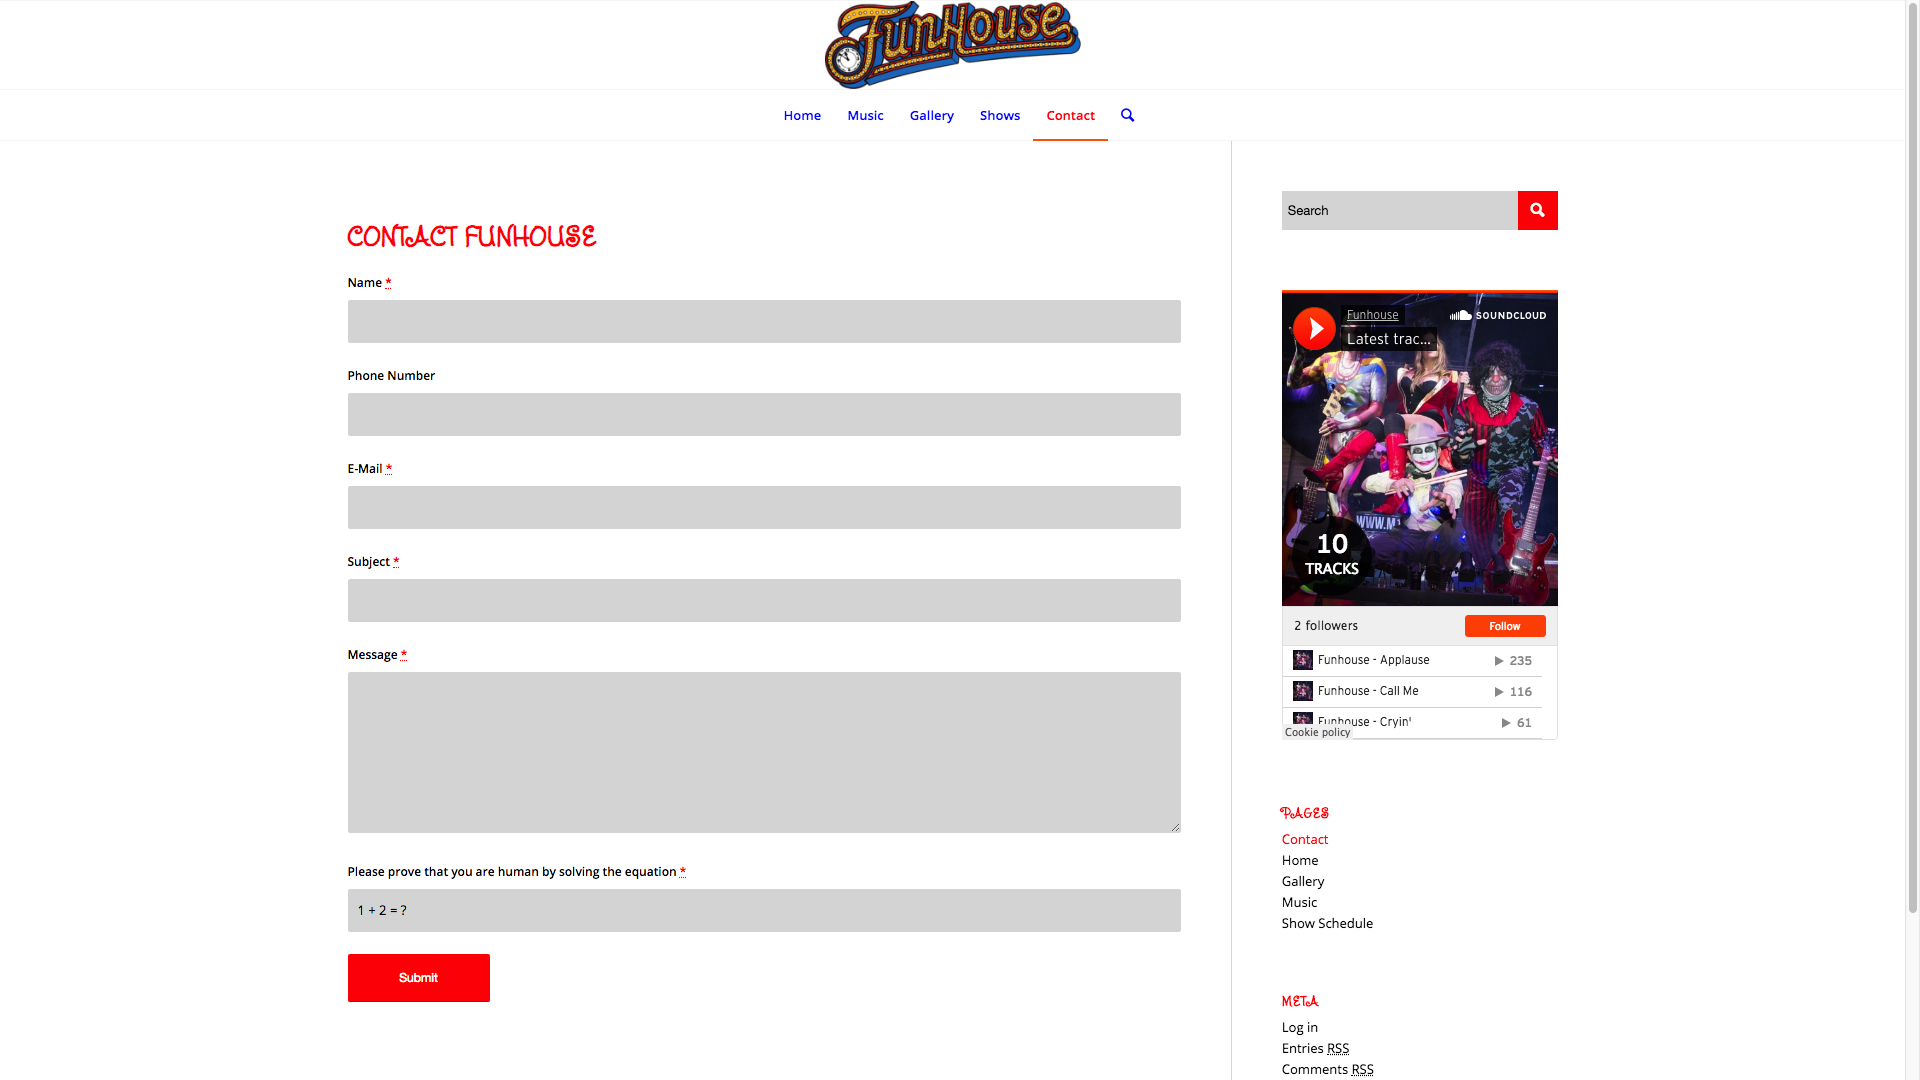 FunHouse
Home Music Gallery Shows Contact
CONTACT FUNHOUSE
Name *
Phone Number
E-Mail *
Subject *
Message *
Please prove that you are human by solving the equation *
1 + 2 = ?
Submit
Search
Funhouse
SOUNDCLOUD
Latest trac...
WWW.M
10
TRACKS
2 followers
Follow
Funhouse - Applause 235
Funhouse - Call Me 116
Funhouse - Cryin' 61
Cookie policy
PAGES
Contact
Home
Gallery
Music
Show Schedule
META
Log in
Entries RSS
Comments RSS